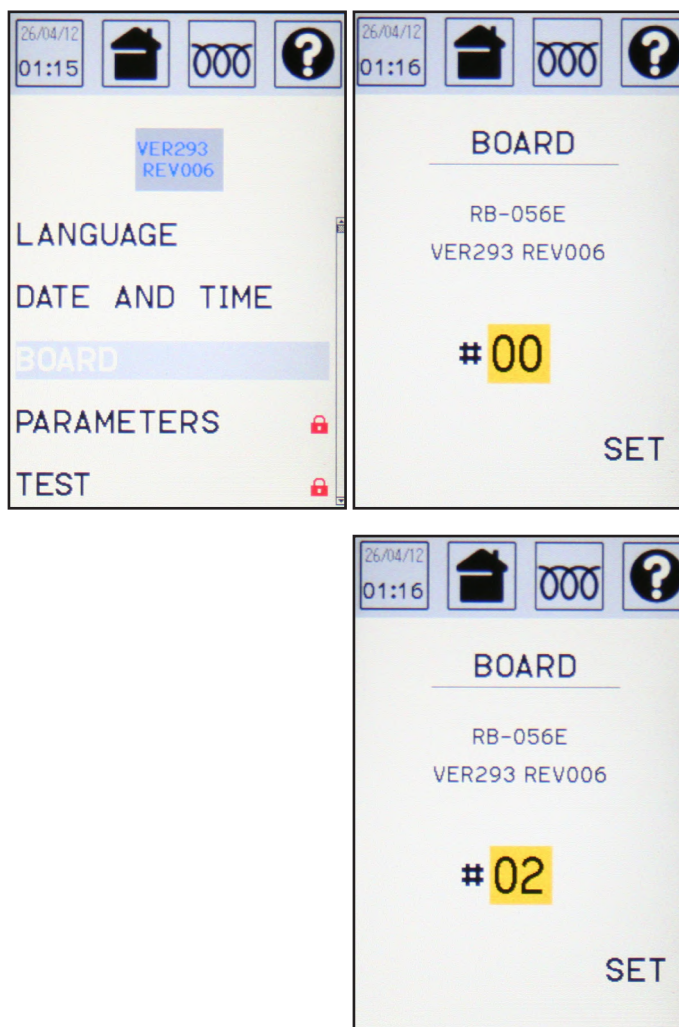 26/04/12
01:15
?
VER293
REV006
LANGUAGE
DATE AND TIME
BOARD
PARAMETERS
TEST
26/04/12
01:16
?
BOARD
RB-056E
VER293 REV006
#00
SET
26/04/12
01:16
?
BOARD
RB-056E
VER293 REV006
#02
SET